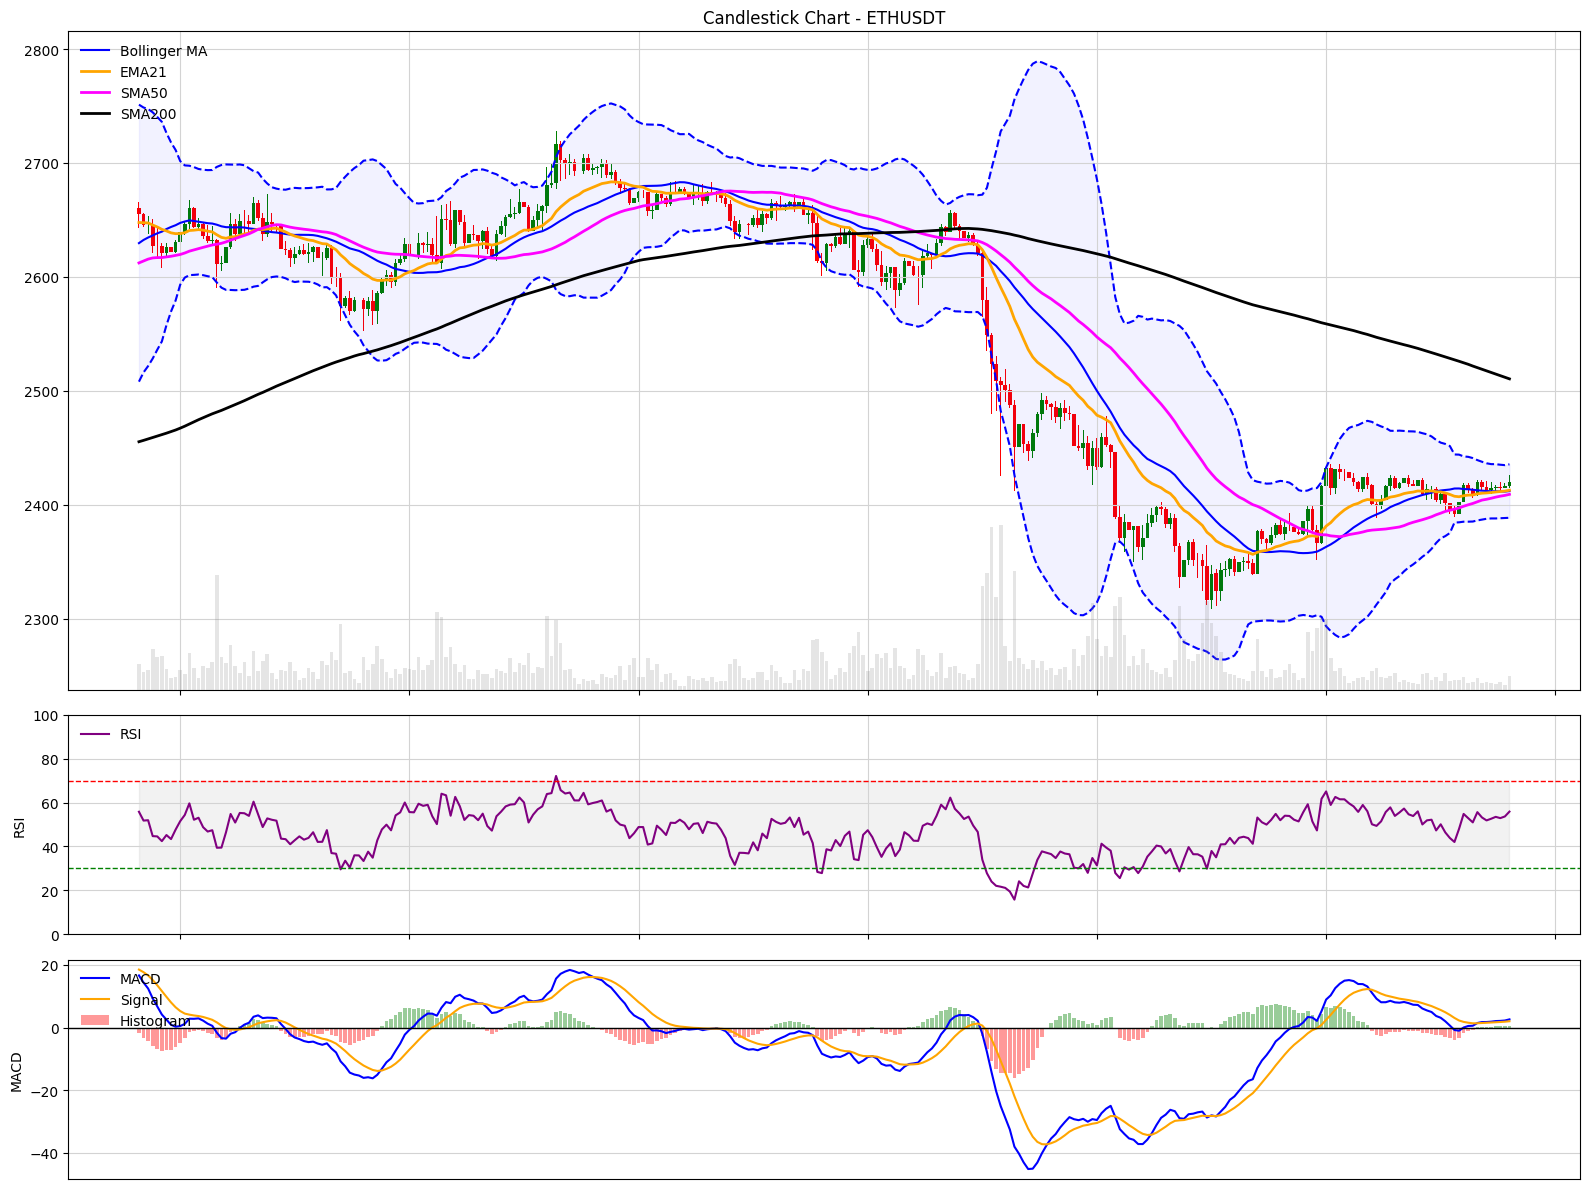 Candlestick Chart - ETHUSDT
2800
2700
2600
2500
2400
2300
Bollinger MA
EMA21
SMA50
SMA200
100
80
60
40
20
0
RSI
RSI
20
0
−20
−40
MACD
MACD
Signal
Histogram